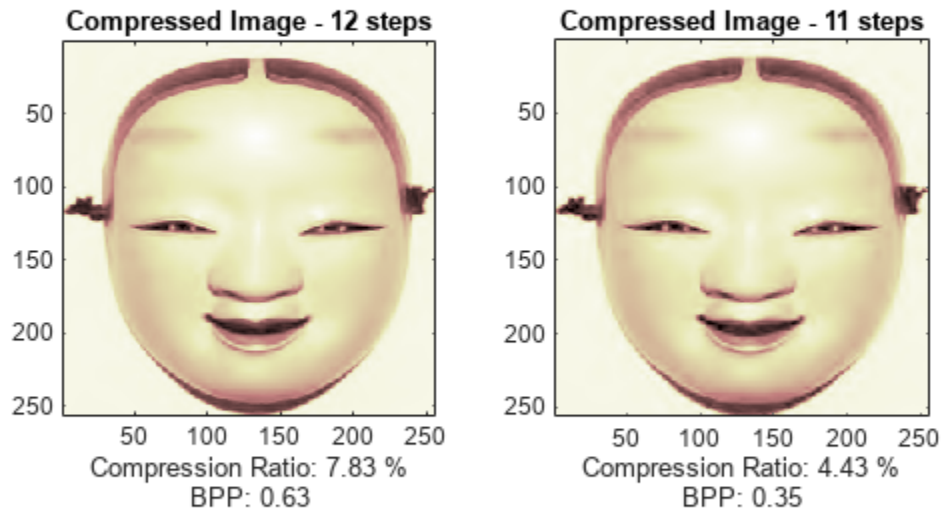 Compressed Image - 12 steps
50
100
150
200
250
50 100 150 200 250
Compression Ratio: 7.83 %
BPP: 0.63
Compressed Image - 11 steps
50
100
150
200
250
50 100 150 200 250
Compression Ratio: 4.43 %
BPP: 0.35